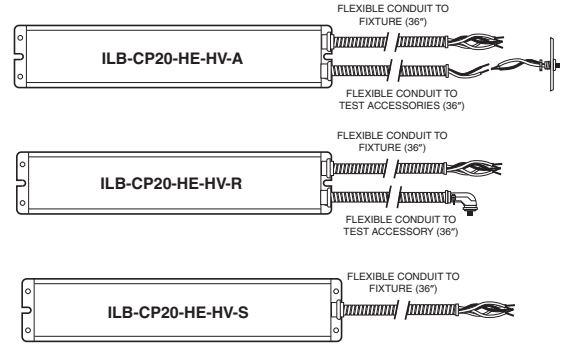 FLEXIBLE CONDUIT TO
FIXTURE (36")
ILB-CP20-HE-HV-A
FLEXIBLE CONDUIT TO
TEST ACCESSORIES (36")
FLEXIBLE CONDUIT TO
FIXTURE (36")
ILB-CP20-HE-HV-R
FLEXIBLE CONDUIT TO
TEST ACCESSORY (36")
FLEXIBLE CONDUIT TO
FIXTURE (36")
ILB-CP20-HE-HV-S